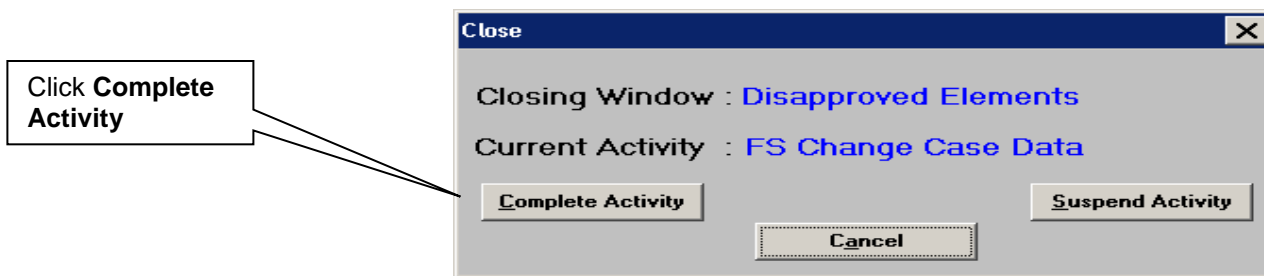 Close
Click Complete
Activity
Closing Window : Disapproved Elements
Current Activity : FS Change Case Data
Complete Activity
Suspend Activity
Cancel